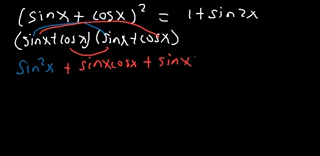 (sinx + cosx)² = 1 + sin2x
(sinx + cosx)(sinx + cosx)
sin²x + sinxcosx + sinx